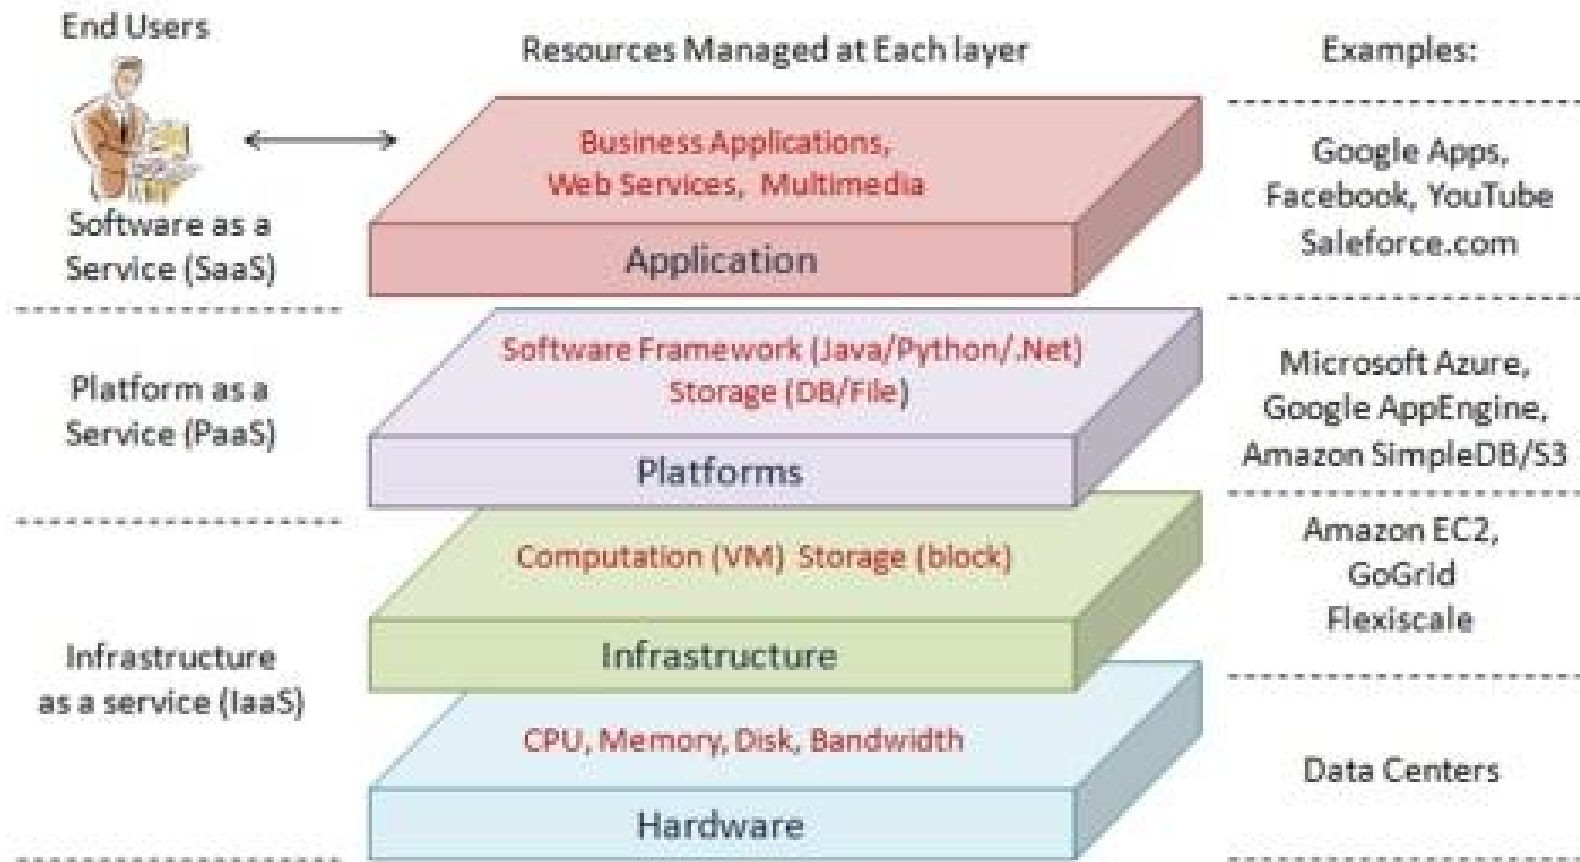 End Users
Resources Managed at Each layer
Examples:
Business Applications,
Web Services, Multimedia
Application
Software as a
Service (SaaS)
Google Apps,
Facebook, YouTube
Saleforce.com
Software Framework (Java/Python/.Net)
Storage (DB/File)
Platforms
Platform as a
Service (PaaS)
Microsoft Azure,
Google AppEngine,
Amazon SimpleDB/S3
Computation (VM) Storage (block)
Infrastructure
Amazon EC2,
GoGrid
Flexiscale
Infrastructure
as a service (IaaS)
CPU, Memory, Disk, Bandwidth
Hardware
Data Centers